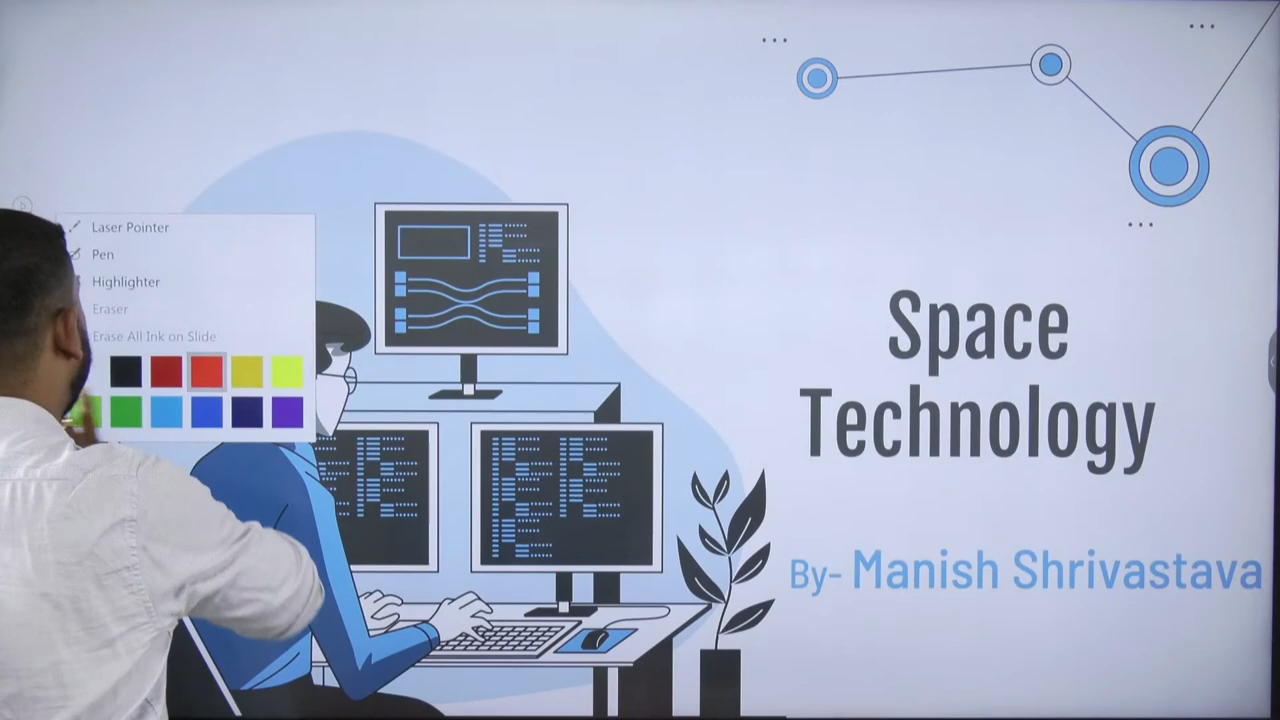 Laser Pointer
Pen
Highlighter
Eraser
Erase All Ink on Slide
Space
Technology
By- Manish Shrivastava